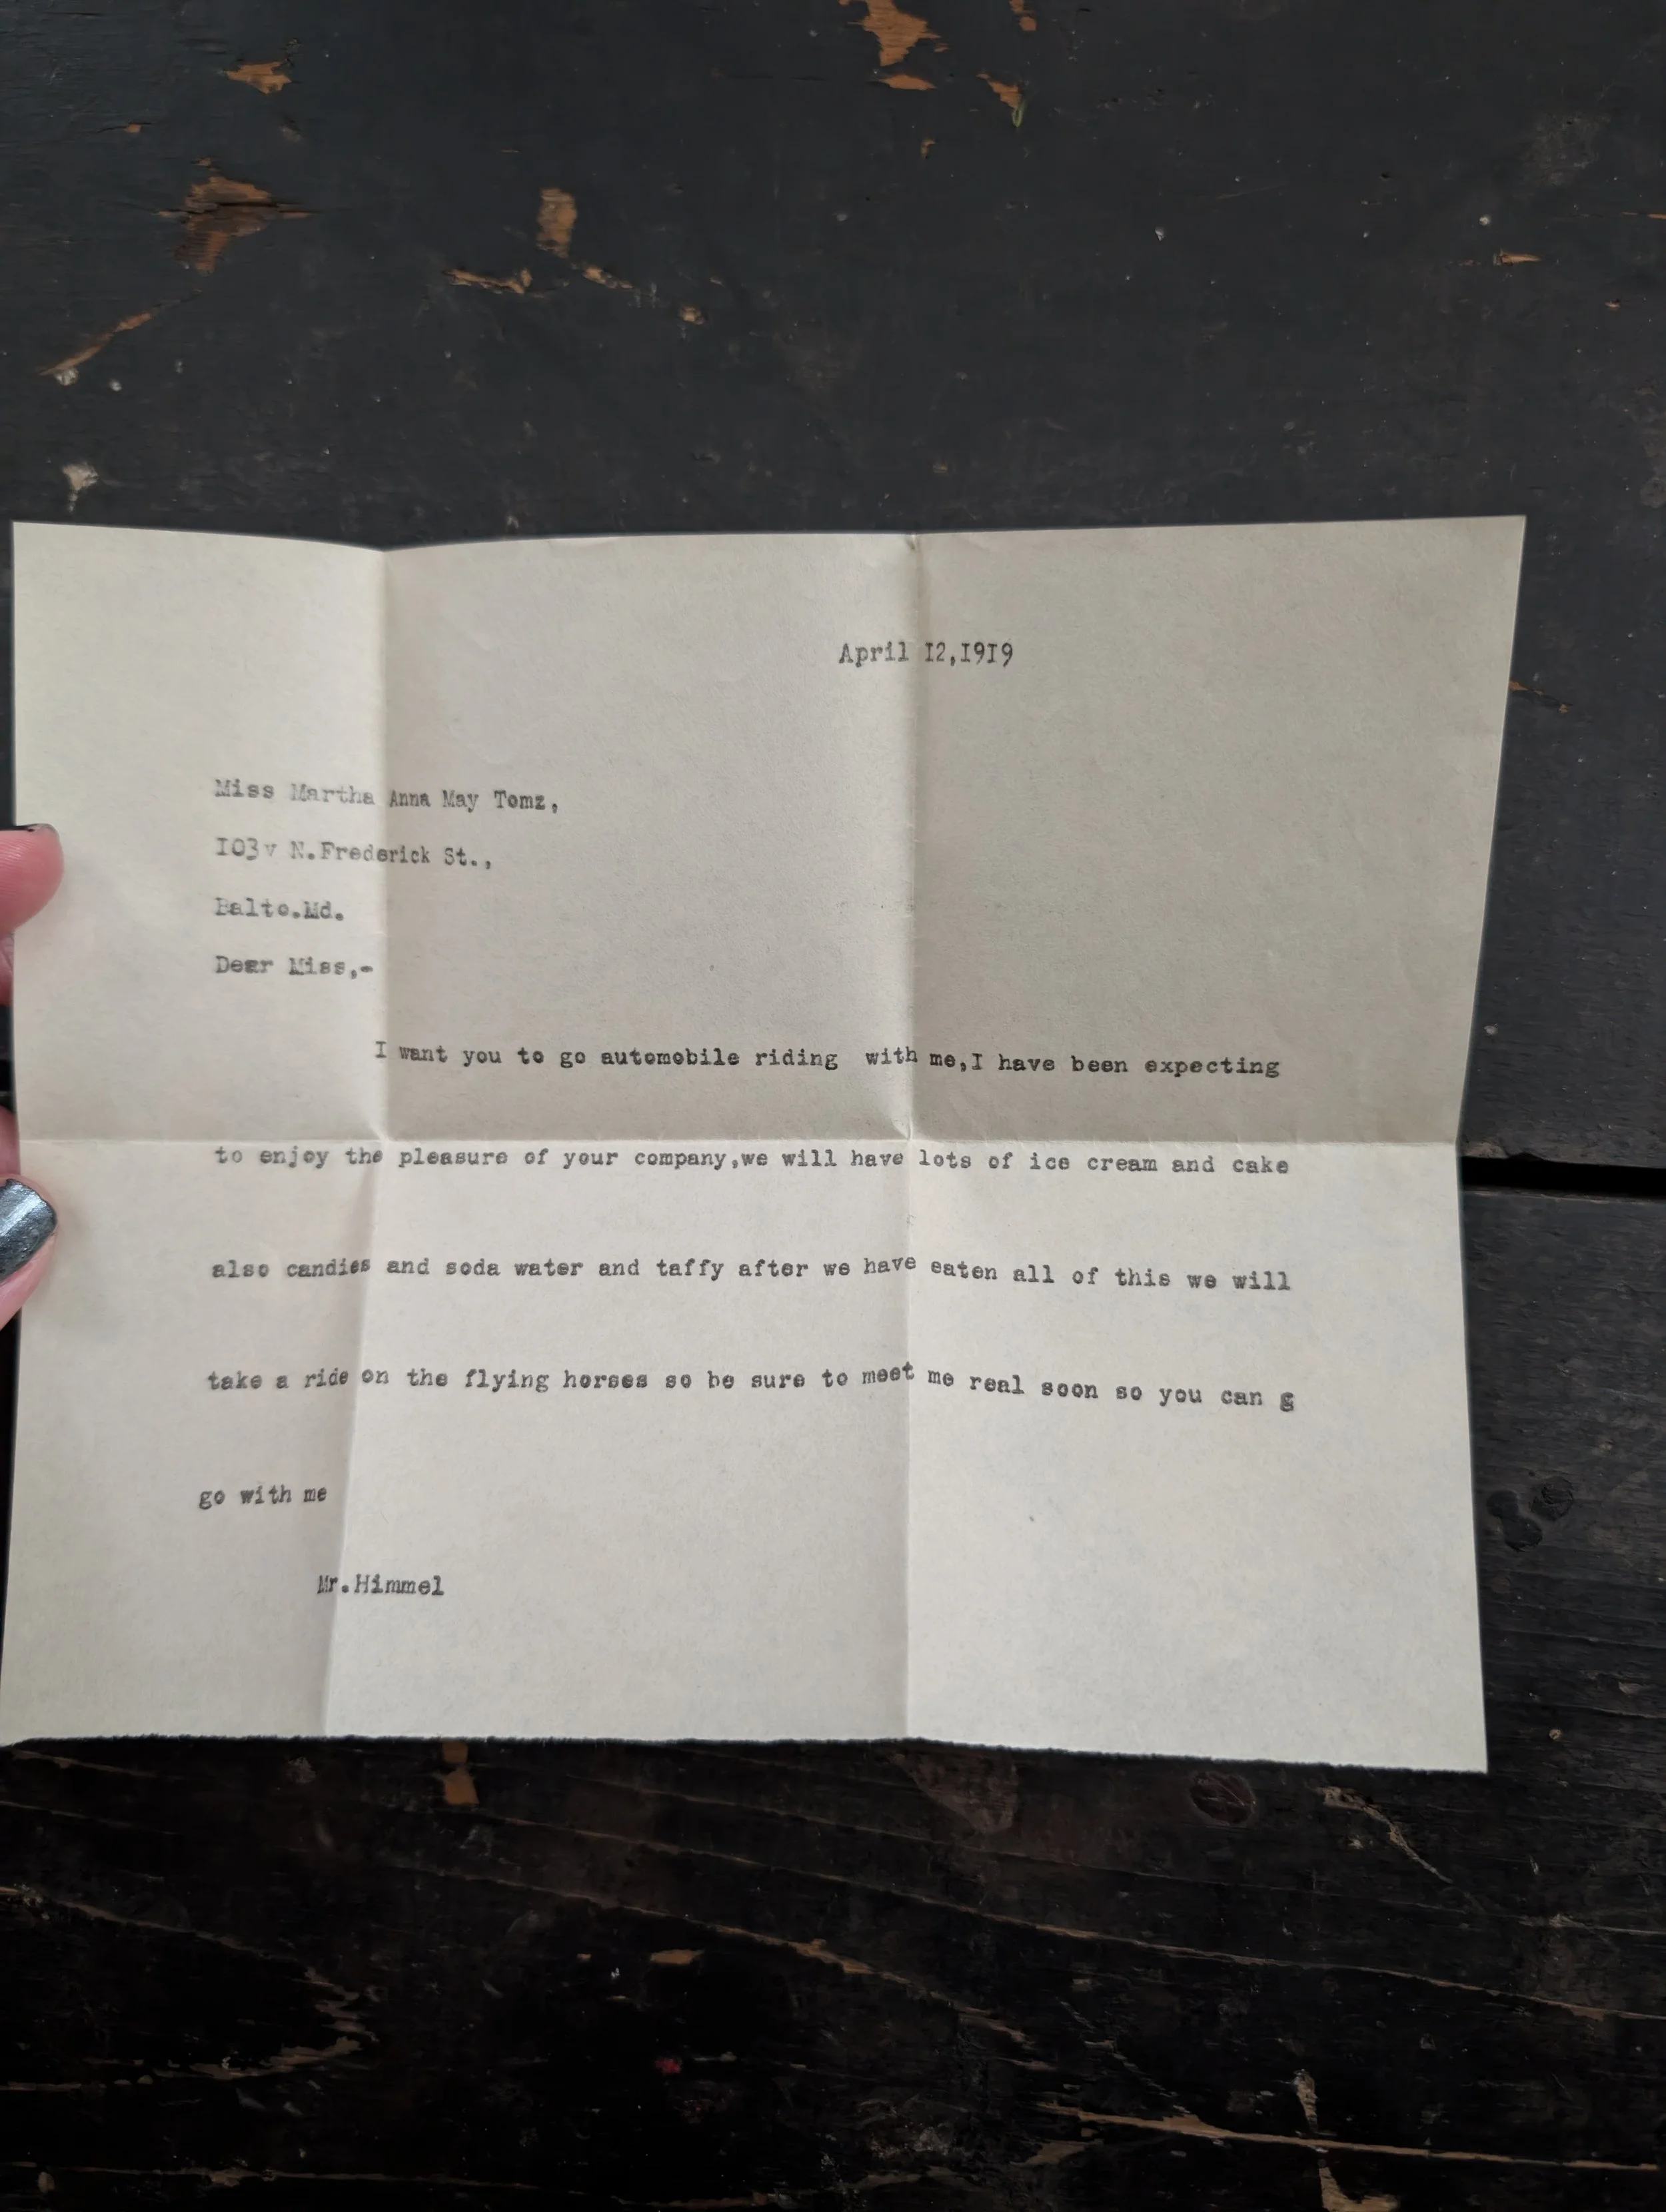 April I2,I9I9
Miss Martha Anna May Tomz,
I03v N.Frederick St.,
Balto.Md.
Dear Miss,-
I want you to go automobile riding  with me,I have been expecting
to enjoy the pleasure of your company,we will have lots of ice cream and cake
also candies and soda water and taffy after we have eaten all of this we will
take a ride on the flying horses so be sure to meet me real soon so you can g
go with me
Mr.Himmel